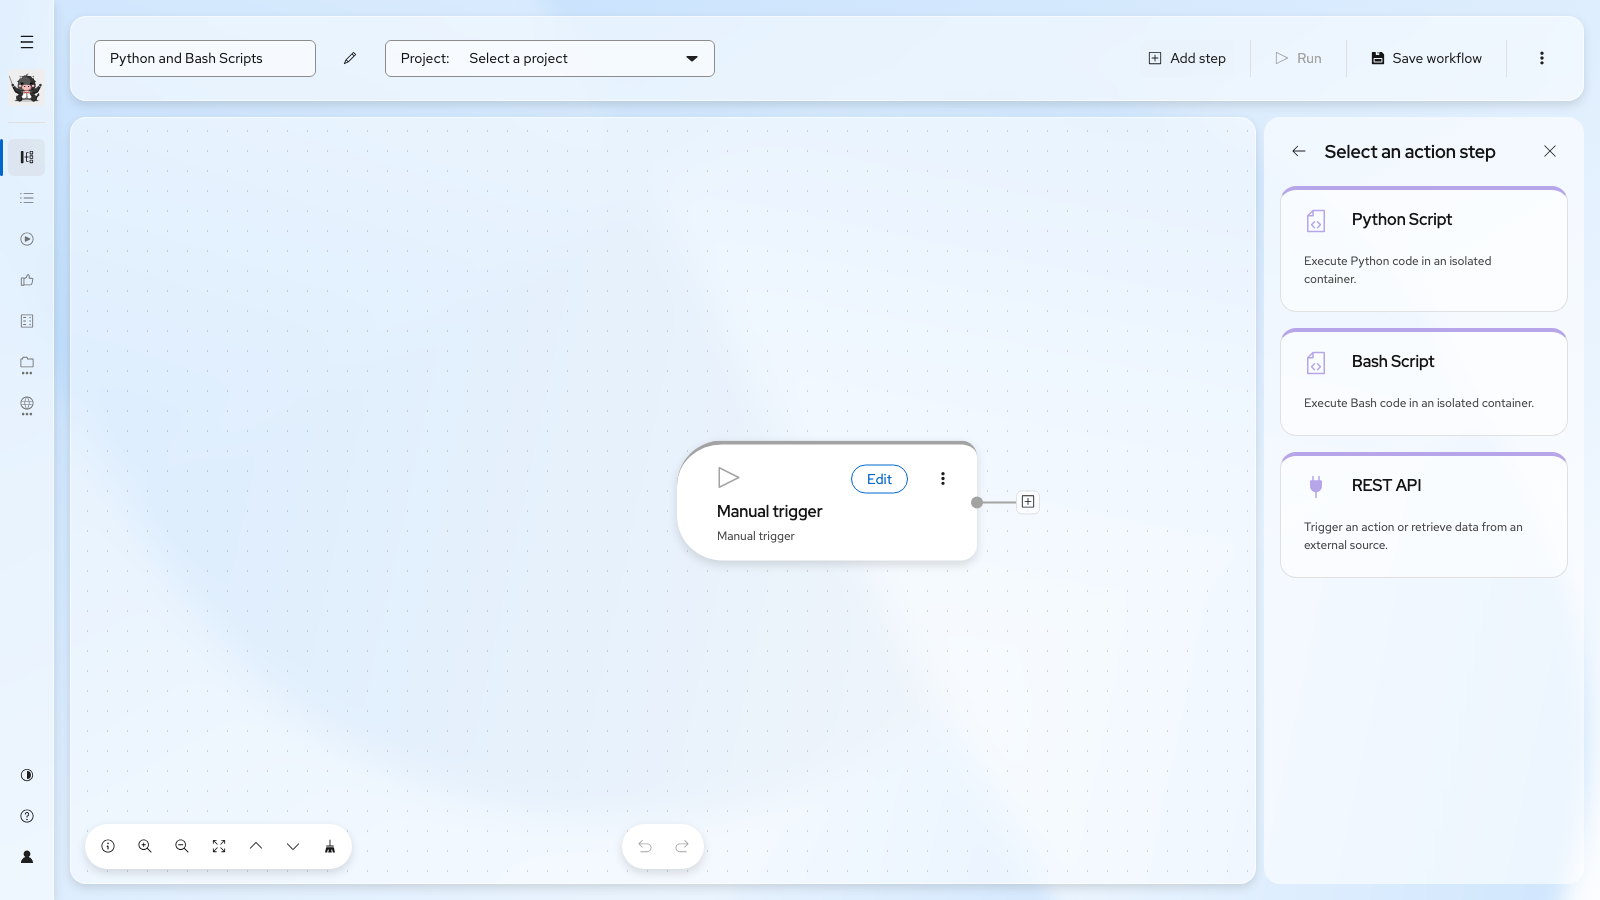 Python and Bash Scripts
Project: Select a project
Add step
Run
Save workflow
Select an action step
Python Script
Execute Python code in an isolated
container.
Bash Script
Execute Bash code in an isolated container.
REST API
Trigger an action or retrieve data from an
external source.
Edit
Manual trigger
Manual trigger